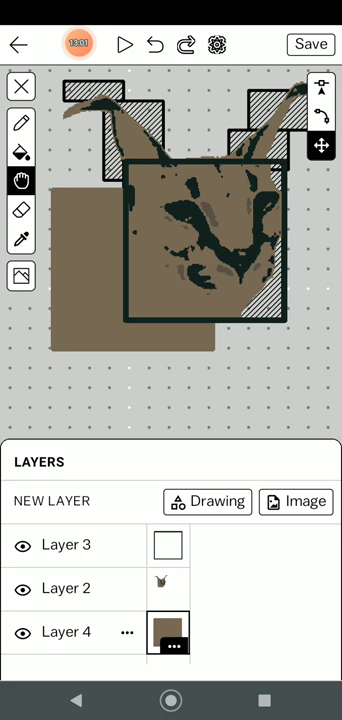 13:01
Save
LAYERS
NEW LAYER
Drawing
Image
Layer 3
Layer 2
Layer 4